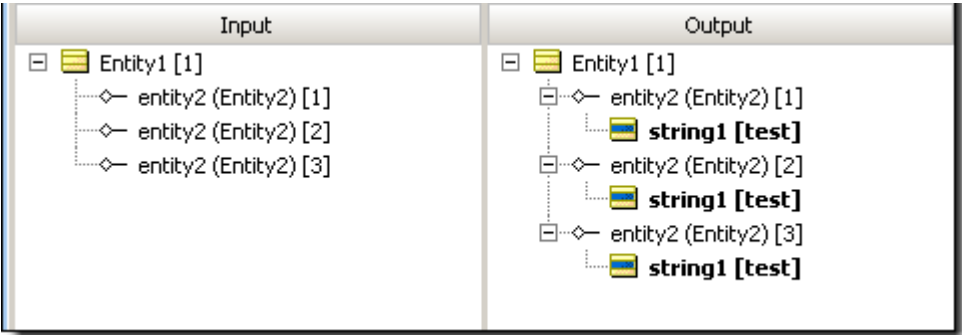 Input
Entity1 [1]
entity2 (Entity2) [1]
entity2 (Entity2) [2]
entity2 (Entity2) [3]
Output
Entity1 [1]
entity2 (Entity2) [1]
string1 [test]
entity2 (Entity2) [2]
string1 [test]
entity2 (Entity2) [3]
string1 [test]